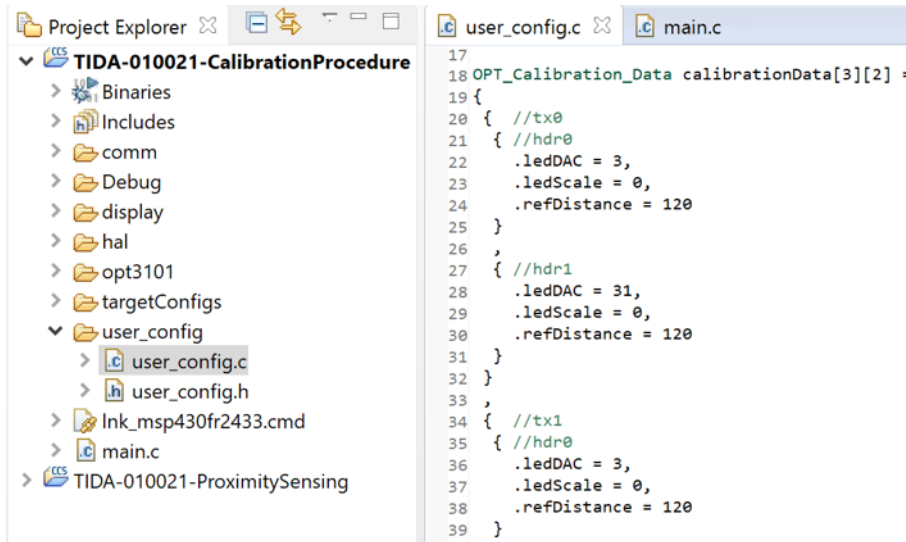 Project Explorer
TIDA-010021-CalibrationProcedure
Binaries
Includes
comm
Debug
display
hal
opt3101
targetConfigs
user_config
user_config.c
user_config.h
lnk_msp430fr2433.cmd
main.c
TIDA-010021-ProximitySensing
user_config.c main.c
17
18 OPT_Calibration_Data calibrationData[3][2] =
19 {
20 { //tx0
21 { //hdr0
22 .ledDAC = 3,
23 .ledScale = 0,
24 .refDistance = 120
25 }
26 ,
27 { //hdr1
28 .ledDAC = 31,
29 .ledScale = 0,
30 .refDistance = 120
31 }
32 }
33 ,
34 { //tx1
35 { //hdr0
36 .ledDAC = 3,
37 .ledScale = 0,
38 .refDistance = 120
39 }